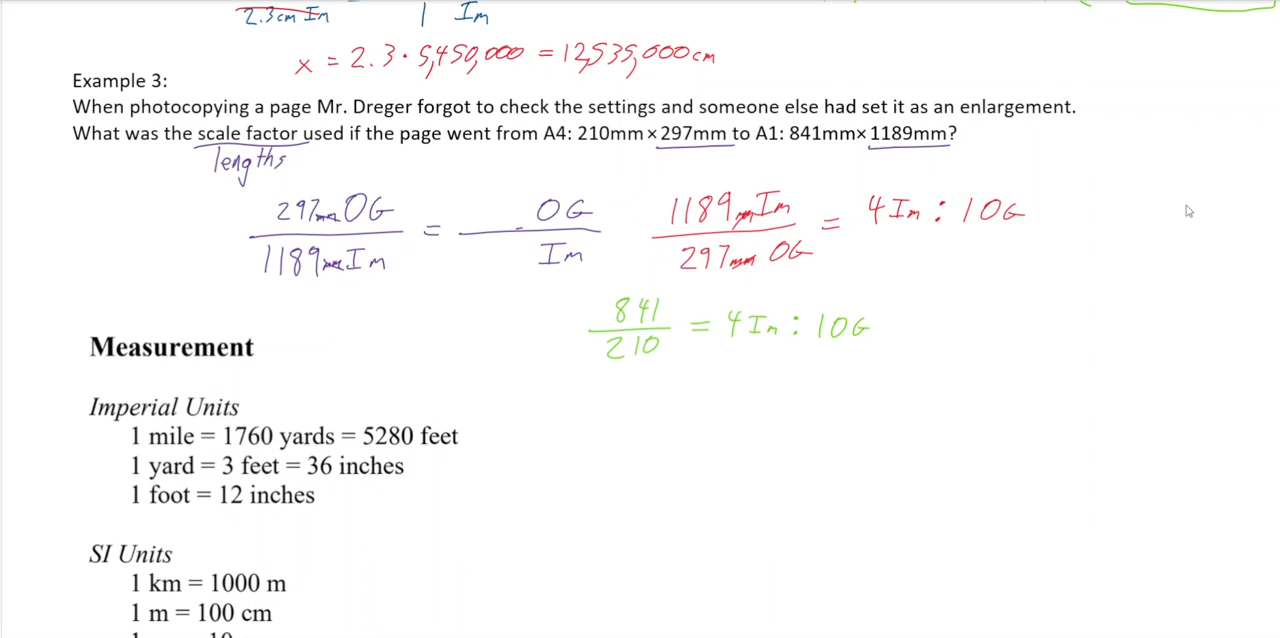 2.3cm Im 1 Im
x = 2.3 · 5,450,000 = 12,535,000 cm
Example 3:
When photocopying a page Mr. Dreger forgot to check the settings and someone else had set it as an enlargement.
What was the scale factor used if the page went from A4: 210mm×297mm to A1: 841mm×1189mm?
lengths
297mm OG / 1189mm Im = OG / Im 1189mm Im / 297mm OG = 4 Im : 1 OG
841 / 210 = 4 Im : 1 OG
Measurement
Imperial Units
1 mile = 1760 yards = 5280 feet
1 yard = 3 feet = 36 inches
1 foot = 12 inches
SI Units
1 km = 1000 m
1 m = 100 cm